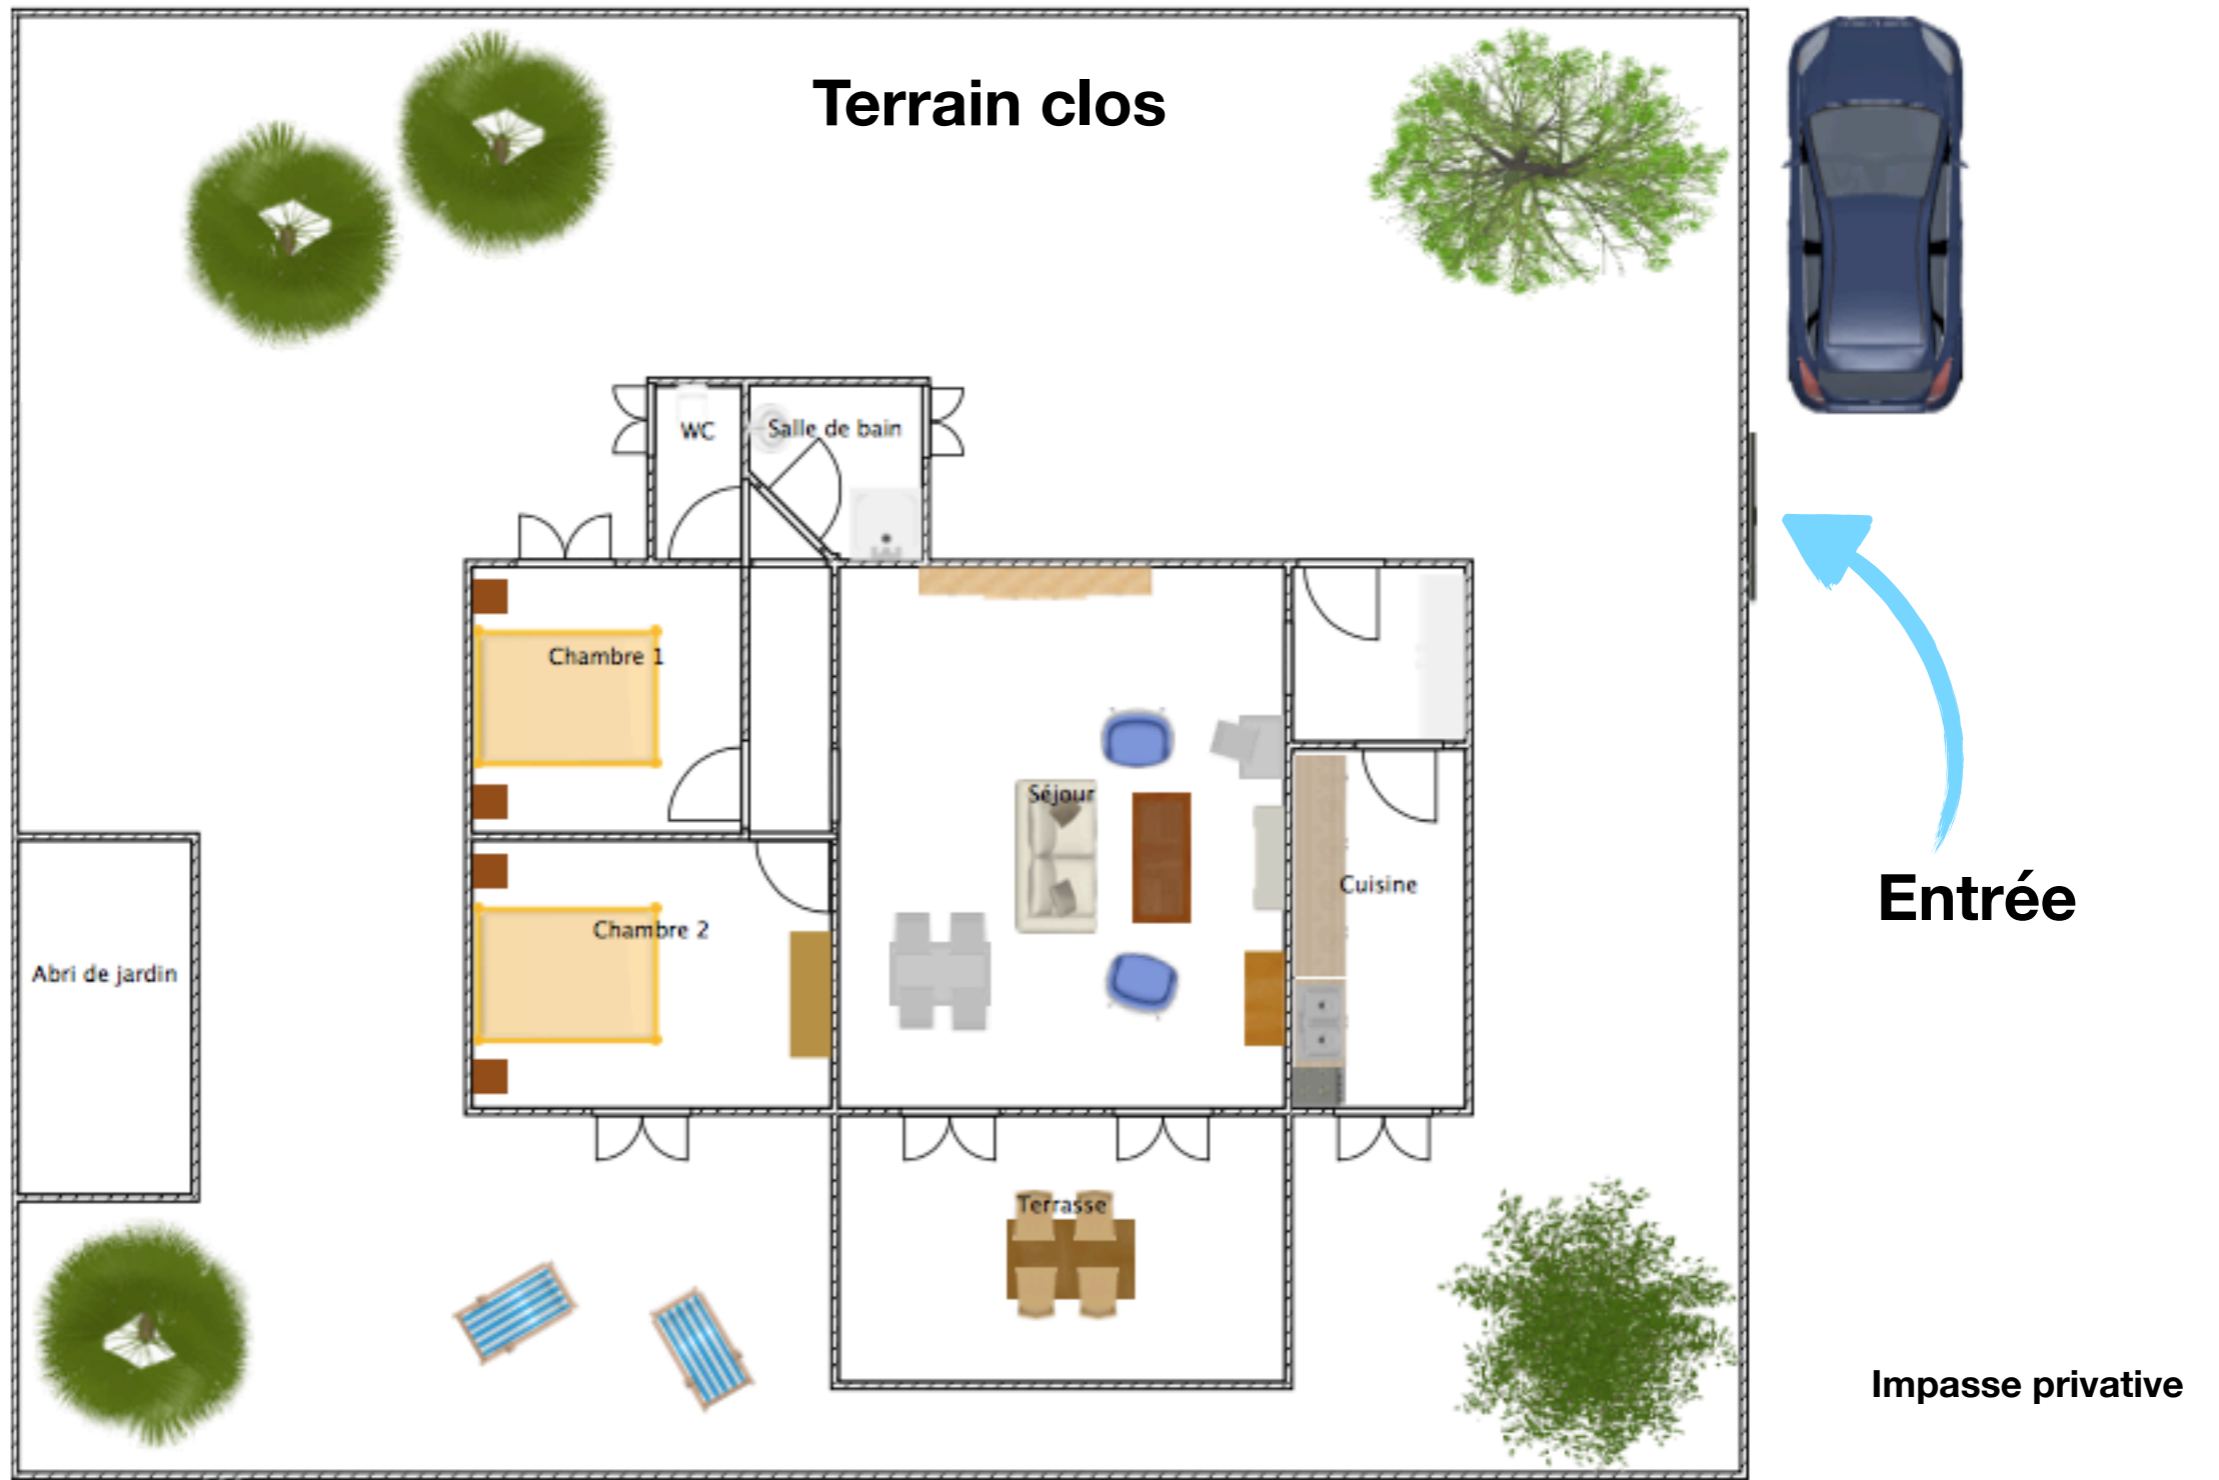 Terrain clos
WC
Salle de bain
Chambre 1
Séjour
Cuisine
Entrée
Chambre 2
Abri de jardin
Terrasse
Impasse privative